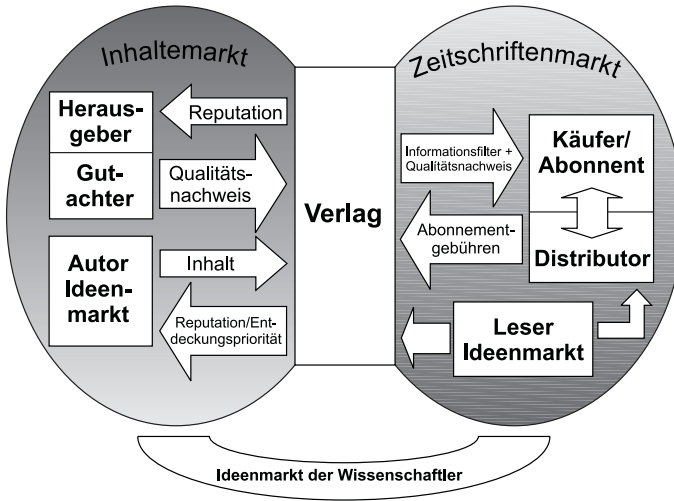 Inhaltemarkt
Heraus-
geber
Gut-
achter
Reputation
Qualitäts-
nachweis
Autor
Ideen-
markt
Inhalt
Reputation/Ent-
deckungspriorität
Verlag
Zeitschriftenmarkt
Informationsfilter +
Qualitätsnachweis
Käufer/
Abonnent
Abonnement-
gebühren
Distributor
Leser
Ideenmarkt
Ideenmarkt der Wissenschaftler